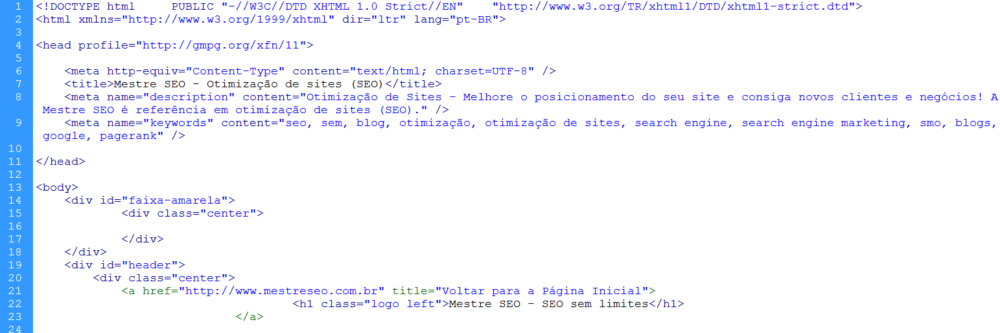 1 <!DOCTYPE html     PUBLIC "-//W3C//DTD XHTML 1.0 Strict//EN"    "http://www.w3.org/TR/xhtml1/DTD/xhtml1-strict.dtd">
2 <html xmlns="http://www.w3.org/1999/xhtml" dir="ltr" lang="pt-BR">
3
4 <head profile="http://gmpg.org/xfn/11">
5
6     <meta http-equiv="Content-Type" content="text/html; charset=UTF-8" />
7     <title>Mestre SEO - Otimização de sites (SEO)</title>
8     <meta name="description" content="Otimização de Sites - Melhore o posicionamento do seu site e consiga novos clientes e negócios! A
Mestre SEO é referência em otimização de sites (SEO)." />
9     <meta name="keywords" content="seo, sem, blog, otimização, otimização de sites, search engine, search engine marketing, smo, blogs,
google, pagerank" />
10
11 </head>
12
13 <body>
14     <div id="faixa-amarela">
15             <div class="center">
16
17             </div>
18     </div>
19     <div id="header">
20         <div class="center">
21             <a href="http://www.mestreseo.com.br" title="Voltar para a Página Inicial">
22                                     <h1 class="logo left">Mestre SEO - SEO sem limites</h1>
23                             </a>
24